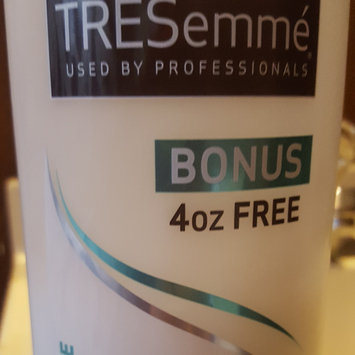 TRESemmé
USED BY PROFESSIONALS
BONUS
4oz FREE